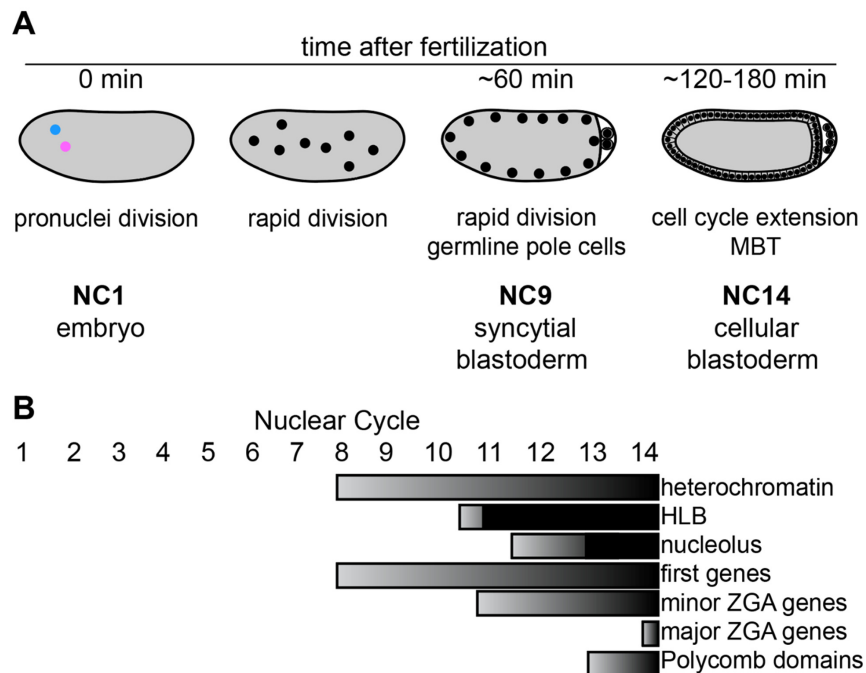 A
time after fertilization
0 min
~60 min
~120-180 min
pronuclei division
rapid division
rapid division
germline pole cells
cell cycle extension
MBT
NC1
embryo
NC9
syncytial
blastoderm
NC14
cellular
blastoderm
B
Nuclear Cycle
1 2 3 4 5 6 7 8 9 10 11 12 13 14
heterochromatin
HLB
nucleolus
first genes
minor ZGA genes
major ZGA genes
Polycomb domains